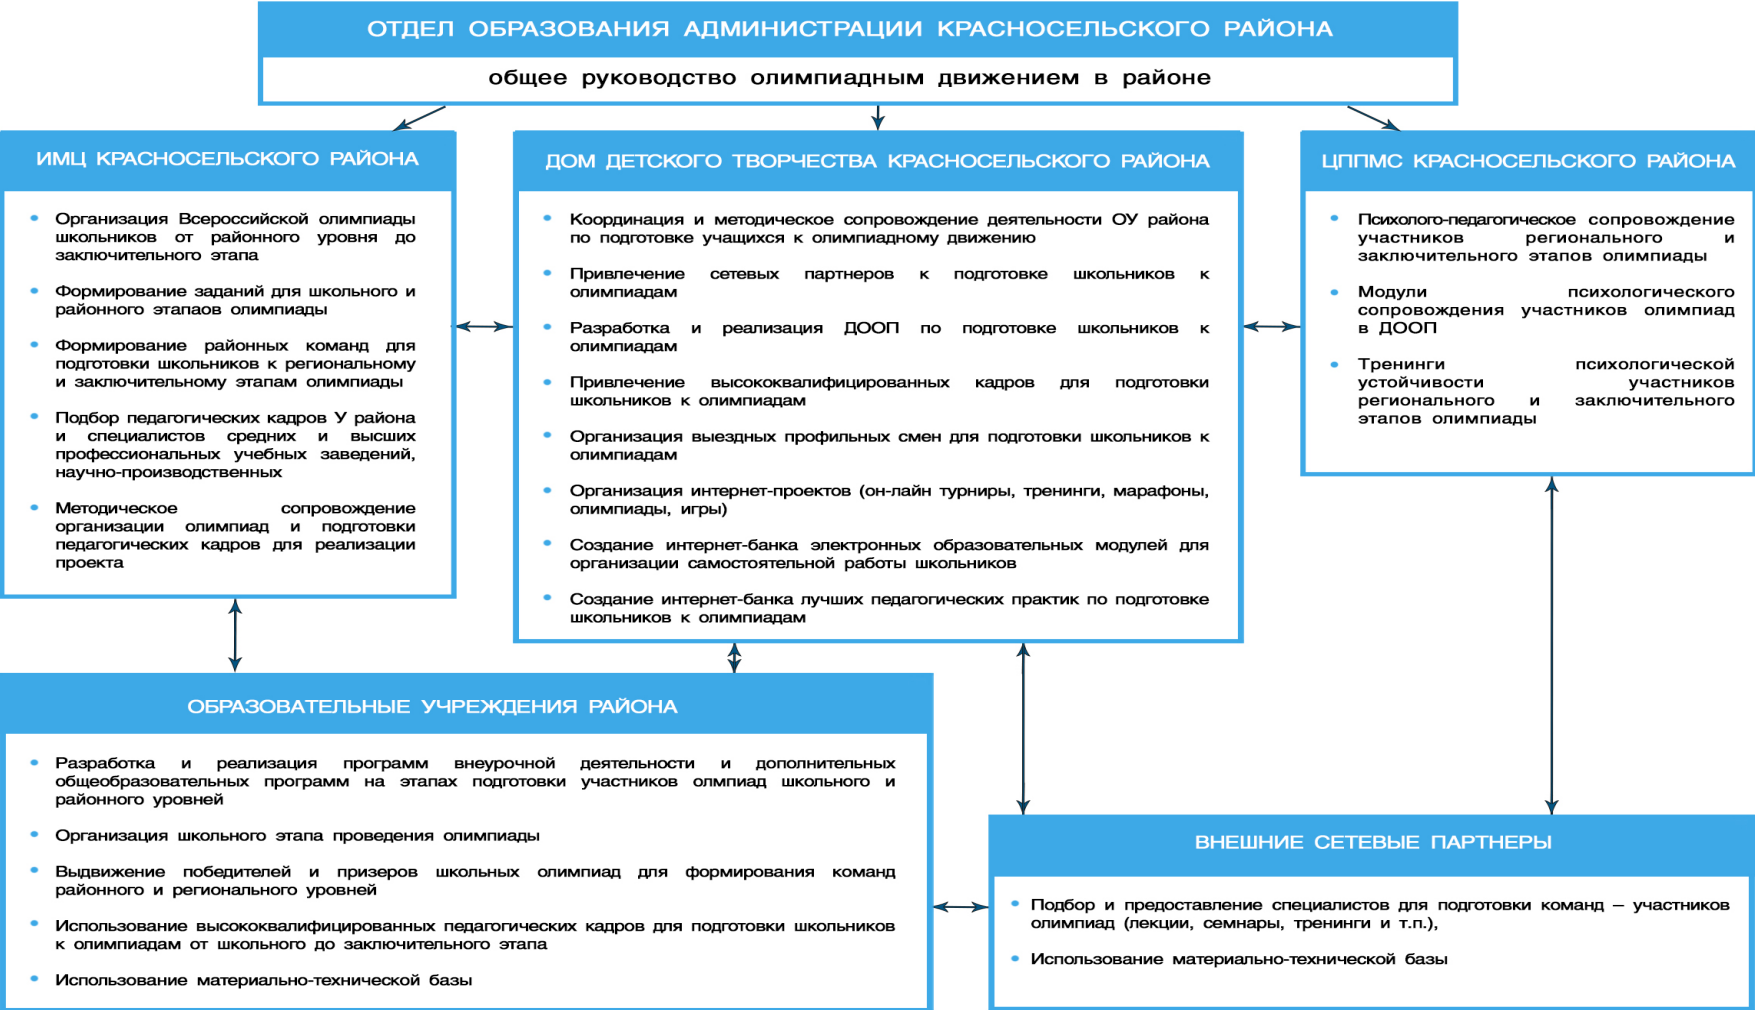 ОТДЕЛ ОБРАЗОВАНИЯ АДМИНИСТРАЦИИ КРАСНОСЕЛЬСКОГО РАЙОНА
общее руководство олимпиадным движением в районе
ИМЦ КРАСНОСЕЛЬСКОГО РАЙОНА
Организация Всероссийской олимпиады
школьников от районного уровня до
заключительного этапа
Формирование заданий для школьного и
районного этапаов олимпиады
Формирование районных команд для
подготовки школьников к региональному
и заключительному этапам олимпиады
Подбор педагогических кадров У района
и специалистов средних и высших
профессиональных учебных заведений,
научно-производственных
Методическое сопровождение
организации олимпиад и подготовки
педагогических кадров для реализации
проекта
ДОМ ДЕТСКОГО ТВОРЧЕСТВА КРАСНОСЕЛЬСКОГО РАЙОНА
Координация и методическое сопровождение деятельности ОУ района
по подготовке учащихся к олимпиадному движению
Привлечение сетевых партнеров к подготовке школьников к
олимпиадам
Разработка и реализация ДООП по подготовке школьников к
олимпиадам
Привлечение высококвалифицированных кадров для подготовки
школьников к олимпиадам
Организация выездных профильных смен для подготовки школьников к
олимпиадам
Организация интернет-проектов (он-лайн турниры, тренинги, марафоны,
олимпиады, игры)
Создание интернет-банка электронных образовательных модулей для
организации самостоятельной работы школьников
Создание интернет-банка лучших педагогических практик по подготовке
школьников к олимпиадам
ЦППМС КРАСНОСЕЛЬСКОГО РАЙОНА
Психолого-педагогическое сопровождение
участников регионального и
заключительного этапов олимпиады
Модули психологического
сопровождения участников олимпиад
в ДООП
Тренинги психологической
устойчивости участников
регионального и заключительного
этапов олимпиады
ОБРАЗОВАТЕЛЬНЫЕ УЧРЕЖДЕНИЯ РАЙОНА
Разработка и реализация программ внеурочной деятельности и дополнительных
общеобразовательных программ на этапах подготовки участников олмпиад школьного и
районного уровней
Организация школьного этапа проведения олимпиады
Выдвижение победителей и призеров школьных олимпиад для формирования команд
районного и регионального уровней
Использование высококвалифицированных педагогических кадров для подготовки школьников
к олимпиадам от школьного до заключительного этапа
Использование материально-технической базы
ВНЕШНИЕ СЕТЕВЫЕ ПАРТНЕРЫ
Подбор и предоставление специалистов для подготовки команд – участников
олимпиад (лекции, семнары, тренинги и т.п.),
Использование материально-технической базы